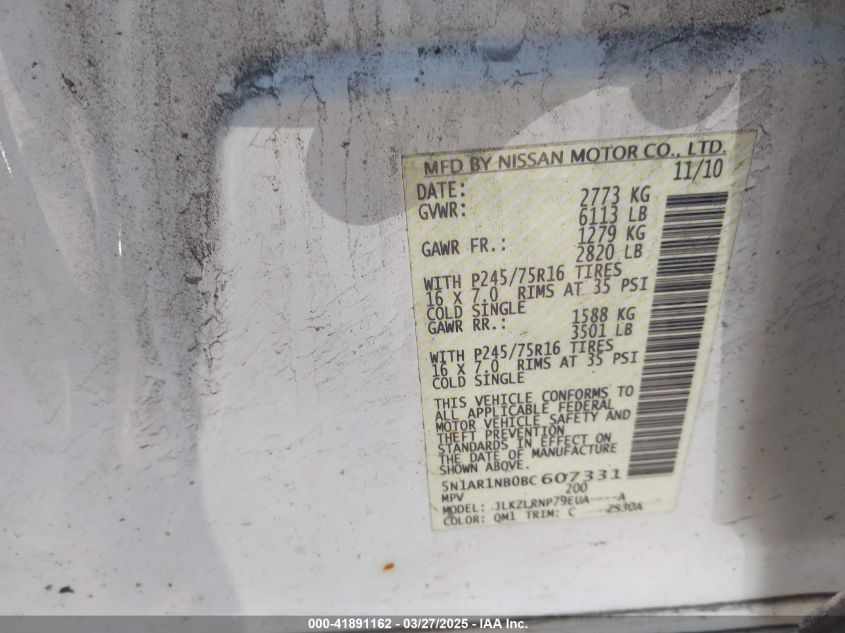 MFD BY NISSAN MOTOR CO., LTD.
DATE: 11/10
GVWR: 2773 KG
6113 LB
GAWR FR.: 1279 KG
2820 LB
WITH P245/75R16 TIRES
16 X 7.0 RIMS AT 35 PSI
COLD SINGLE
GAWR RR.: 1588 KG
3501 LB
WITH P245/75R16 TIRES
16 X 7.0 RIMS AT 35 PSI
COLD SINGLE
THIS VEHICLE CONFORMS TO
ALL APPLICABLE FEDERAL
MOTOR VEHICLE SAFETY AND
THEFT PREVENTION
STANDARDS IN EFFECT ON
THE DATE OF MANUFACTURE
SHOWN ABOVE.
5N1AR1NB0BC607331
MPV 200
MODEL: JLKZLRNP79EUA----A
COLOR: QM1 TRIM: C 2S30A
000-41891162 - 03/27/2025 - IAA Inc.